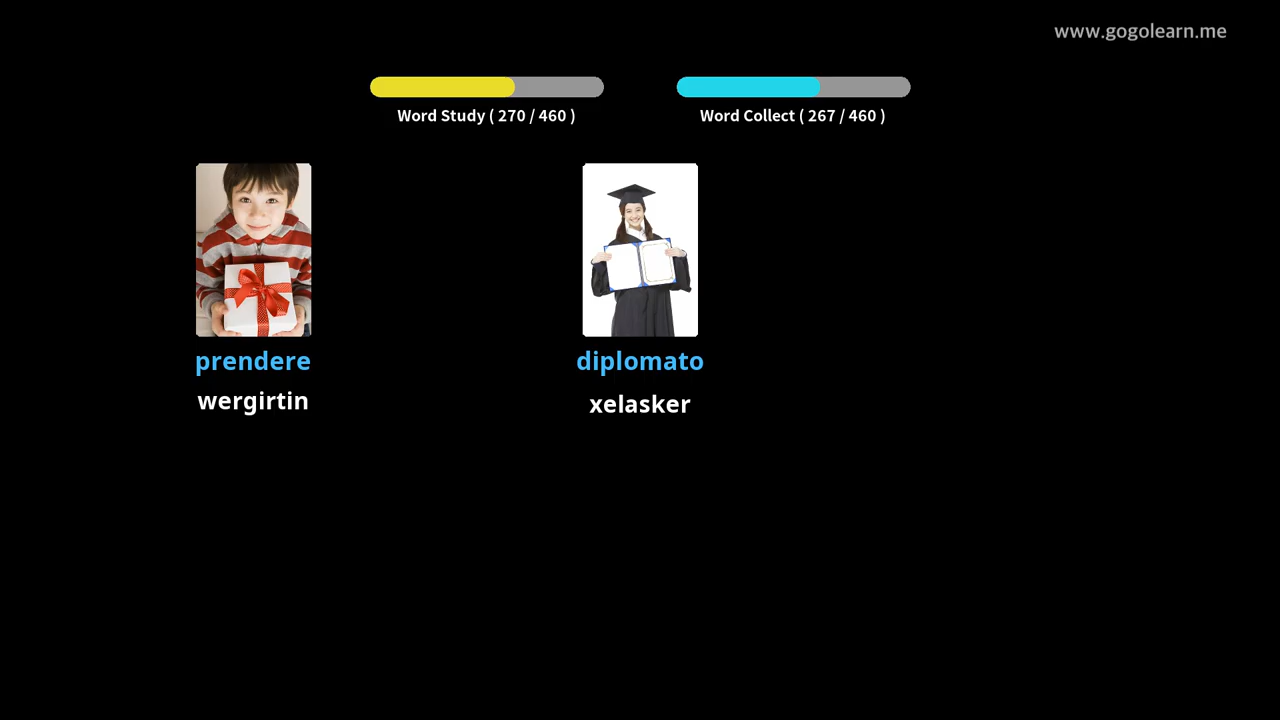 www.gogolearn.me
Word Study ( 270 / 460 )
Word Collect ( 267 / 460 )
prendere
wergirtin
diplomato
xelasker